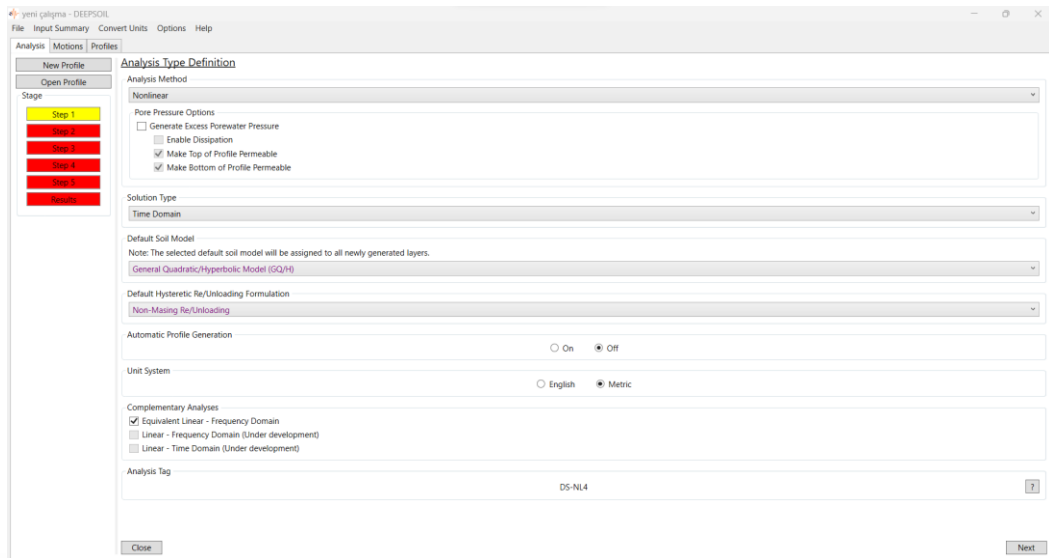 yeni çalışma - DEEPSOIL
File Input Summary Convert Units Options Help
Analysis Motions Profiles
New Profile
Open Profile
Stage
Step 1
Step 2
Step 3
Step 4
Step 5
Results
Analysis Type Definition
Analysis Method
Nonlinear
Pore Pressure Options
Generate Excess Porewater Pressure
Enable Dissipation
Make Top of Profile Permeable
Make Bottom of Profile Permeable
Solution Type
Time Domain
Default Soil Model
Note: The selected default soil model will be assigned to all newly generated layers.
General Quadratic/Hyperbolic Model (GQ/H)
Default Hysteretic Re/Unloading Formulation
Non-Masing Re/Unloading
Automatic Profile Generation
On Off
Unit System
English Metric
Complementary Analyses
Equivalent Linear - Frequency Domain
Linear - Frequency Domain (Under development)
Linear - Time Domain (Under development)
Analysis Tag
DS-NL4
?
Close Next